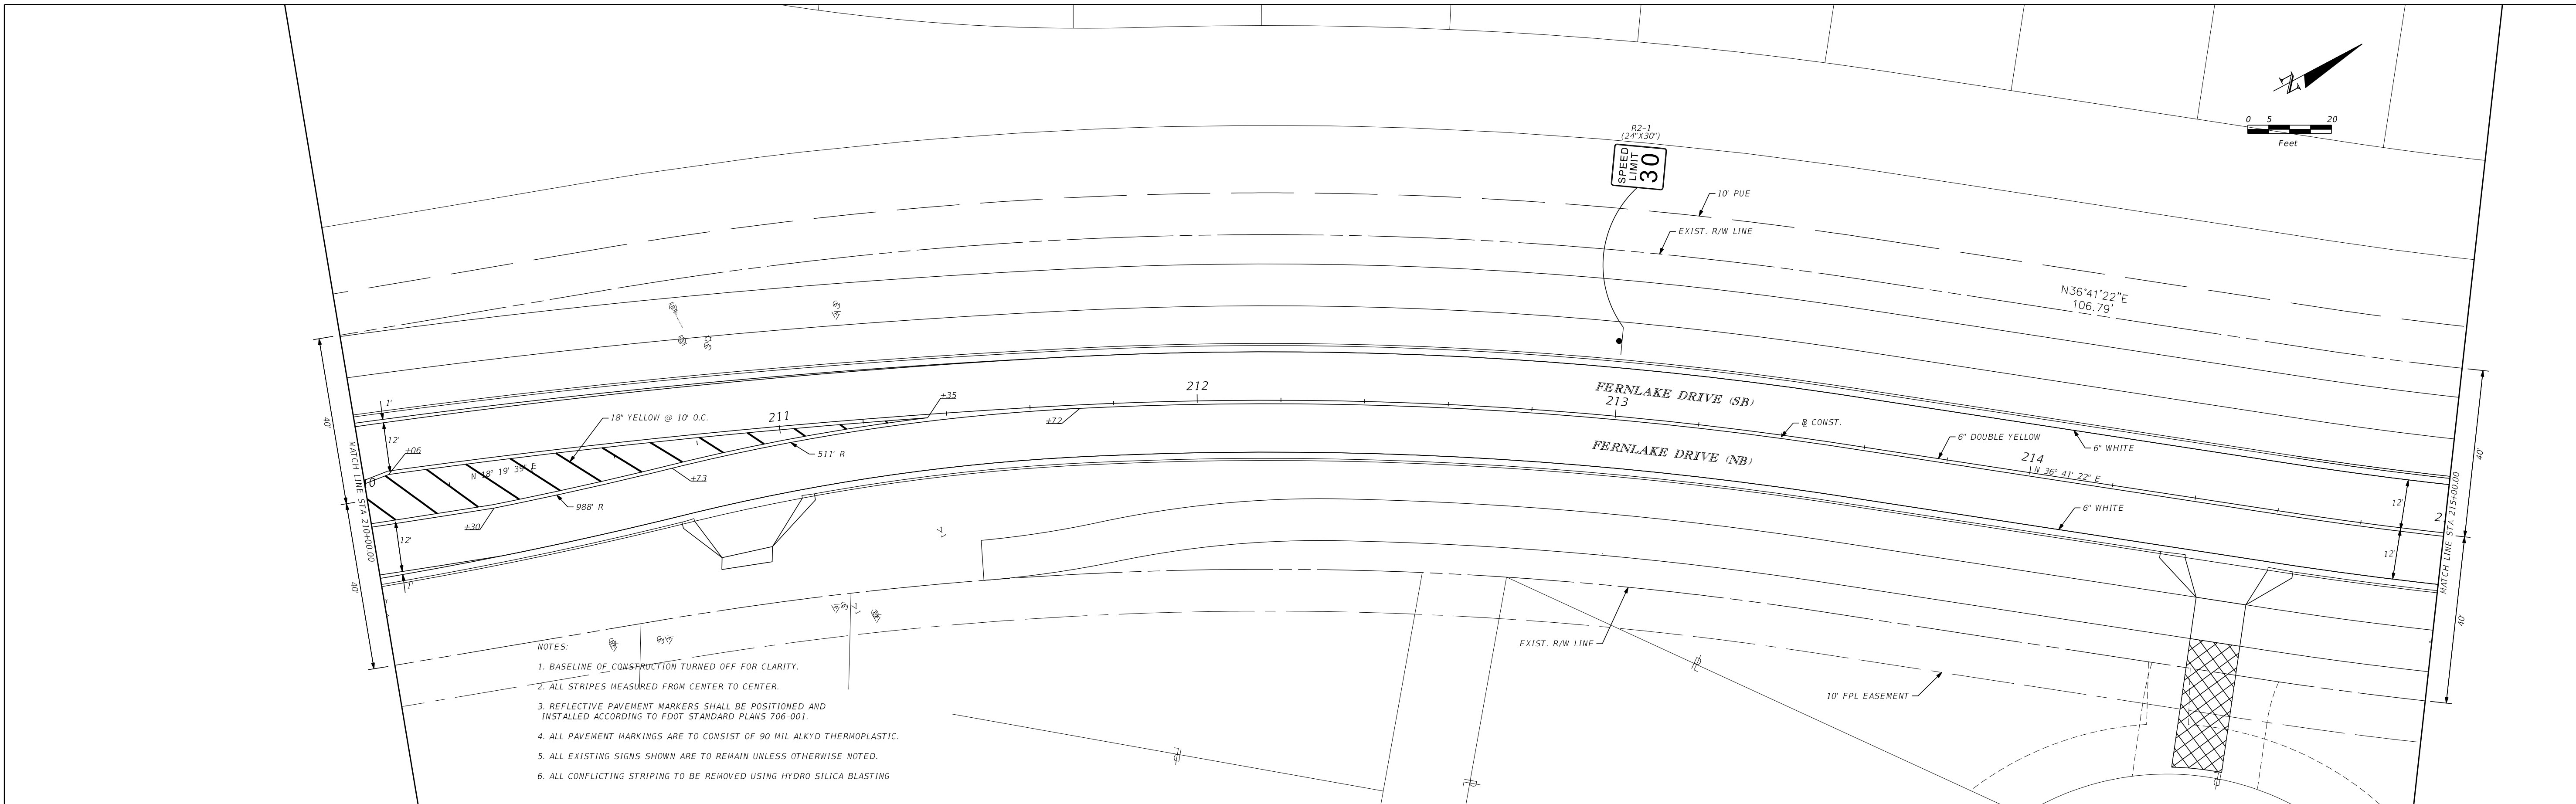 R2-1
(24"X30")
SPEED
LIMIT
30
0 5 20
Feet
10' PUE
EXIST. R/W LINE
N36°41'22"E
106.79'
40'
MATCH LINE STA 210+00.00
40'
1'
12'
+06
0
N 18° 19' 39" E
18" YELLOW @ 10' O.C.
211
+35
212
+72
511' R
+73
988' R
+30
12'
1'
FERNLAKE DRIVE (SB)
213
CONST.
FERNLAKE DRIVE (NB)
6" DOUBLE YELLOW
6" WHITE
214
N 36° 41' 22" E
6" WHITE
12'
12'
2
MATCH LINE STA 215+00.00
40'
40'
EXIST. R/W LINE
10' FPL EASEMENT
NOTES:
1. BASELINE OF CONSTRUCTION TURNED OFF FOR CLARITY.
2. ALL STRIPES MEASURED FROM CENTER TO CENTER.
3. REFLECTIVE PAVEMENT MARKERS SHALL BE POSITIONED AND
INSTALLED ACCORDING TO FDOT STANDARD PLANS 706-001.
4. ALL PAVEMENT MARKINGS ARE TO CONSIST OF 90 MIL ALKYD THERMOPLASTIC.
5. ALL EXISTING SIGNS SHOWN ARE TO REMAIN UNLESS OTHERWISE NOTED.
6. ALL CONFLICTING STRIPING TO BE REMOVED USING HYDRO SILICA BLASTING